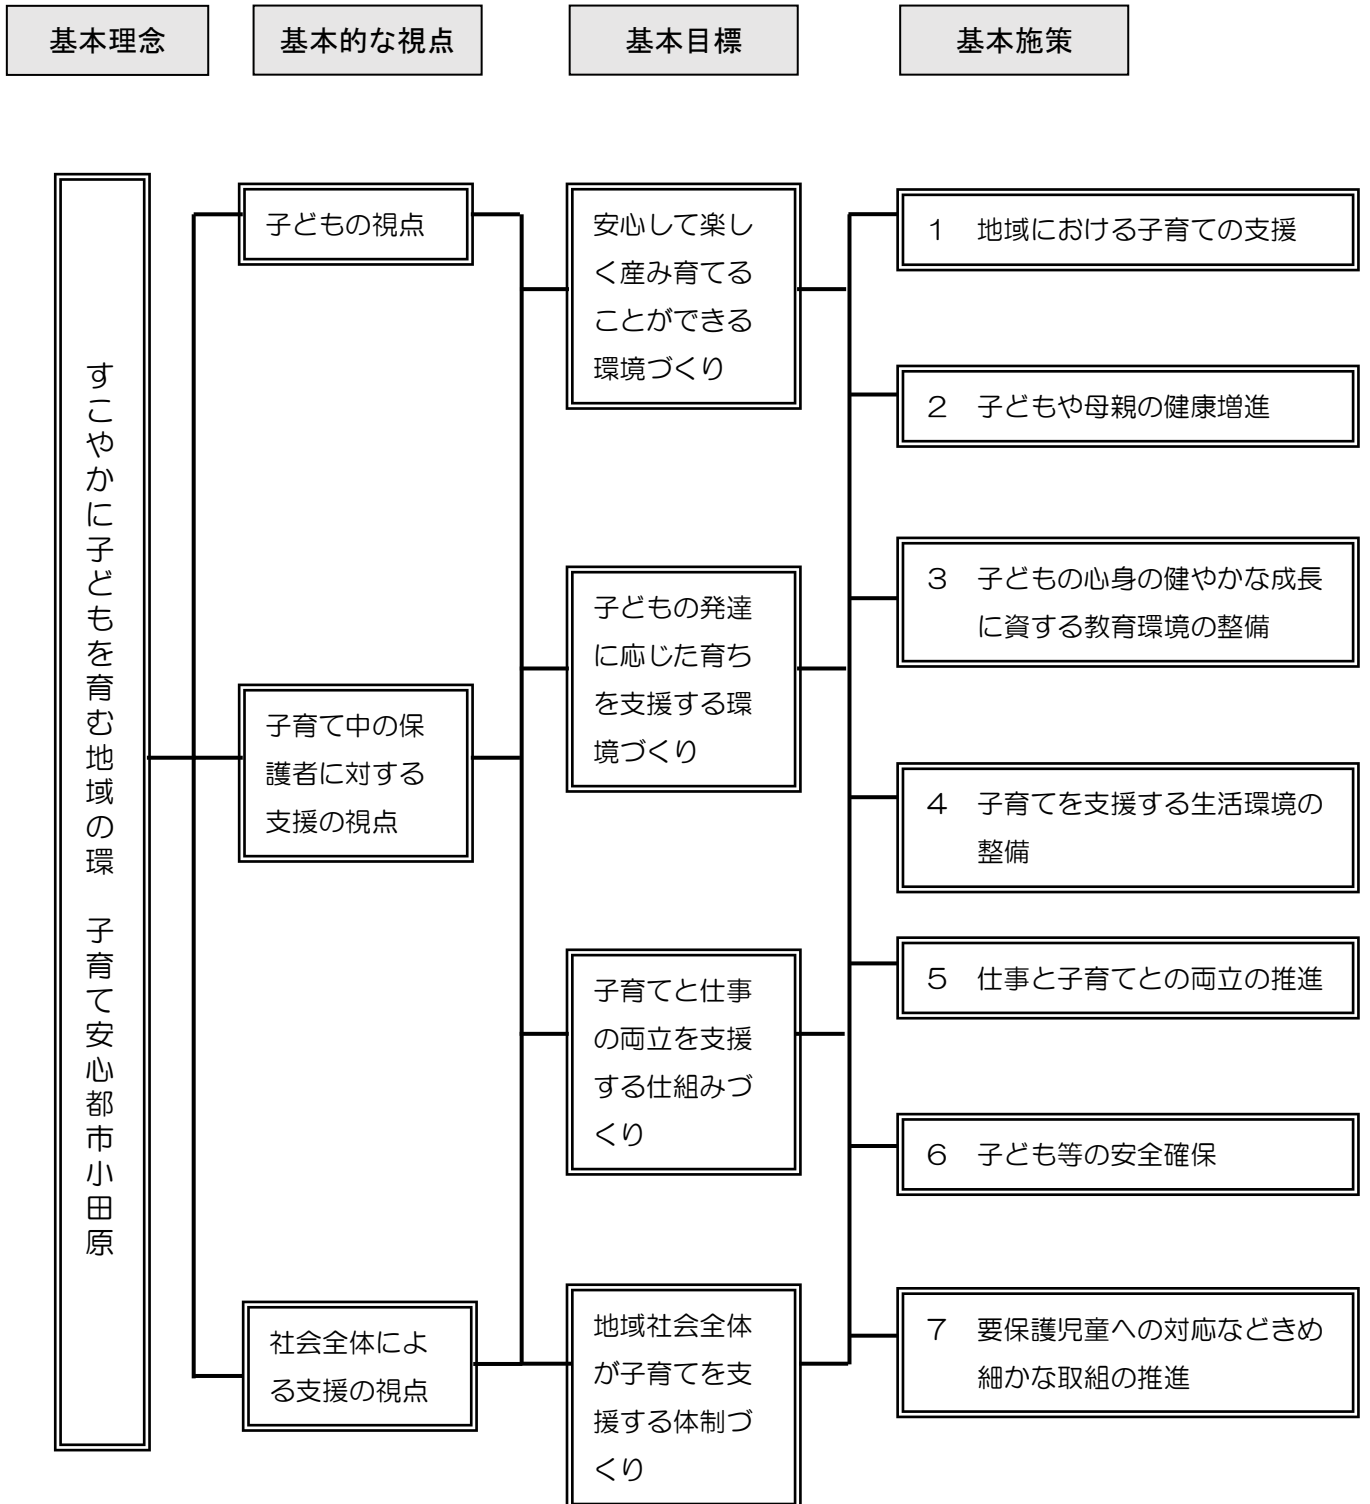 基本理念
基本的な視点
基本目標
基本施策
すこやかに子どもを育む地域の環　子育て安心都市小田原
子どもの視点
子育て中の保
護者に対する
支援の視点
社会全体によ
る支援の視点
安心して楽し
く産み育てる
ことができる
環境づくり
子どもの発達
に応じた育ち
を支援する環
境づくり
子育てと仕事
の両立を支援
する仕組みづ
くり
地域社会全体
が子育てを支
援する体制づ
くり
１　地域における子育ての支援
２　子どもや母親の健康増進
３　子どもの心身の健やかな成長
に資する教育環境の整備
４　子育てを支援する生活環境の
整備
５　仕事と子育てとの両立の推進
６　子ども等の安全確保
７　要保護児童への対応などきめ
細かな取組の推進